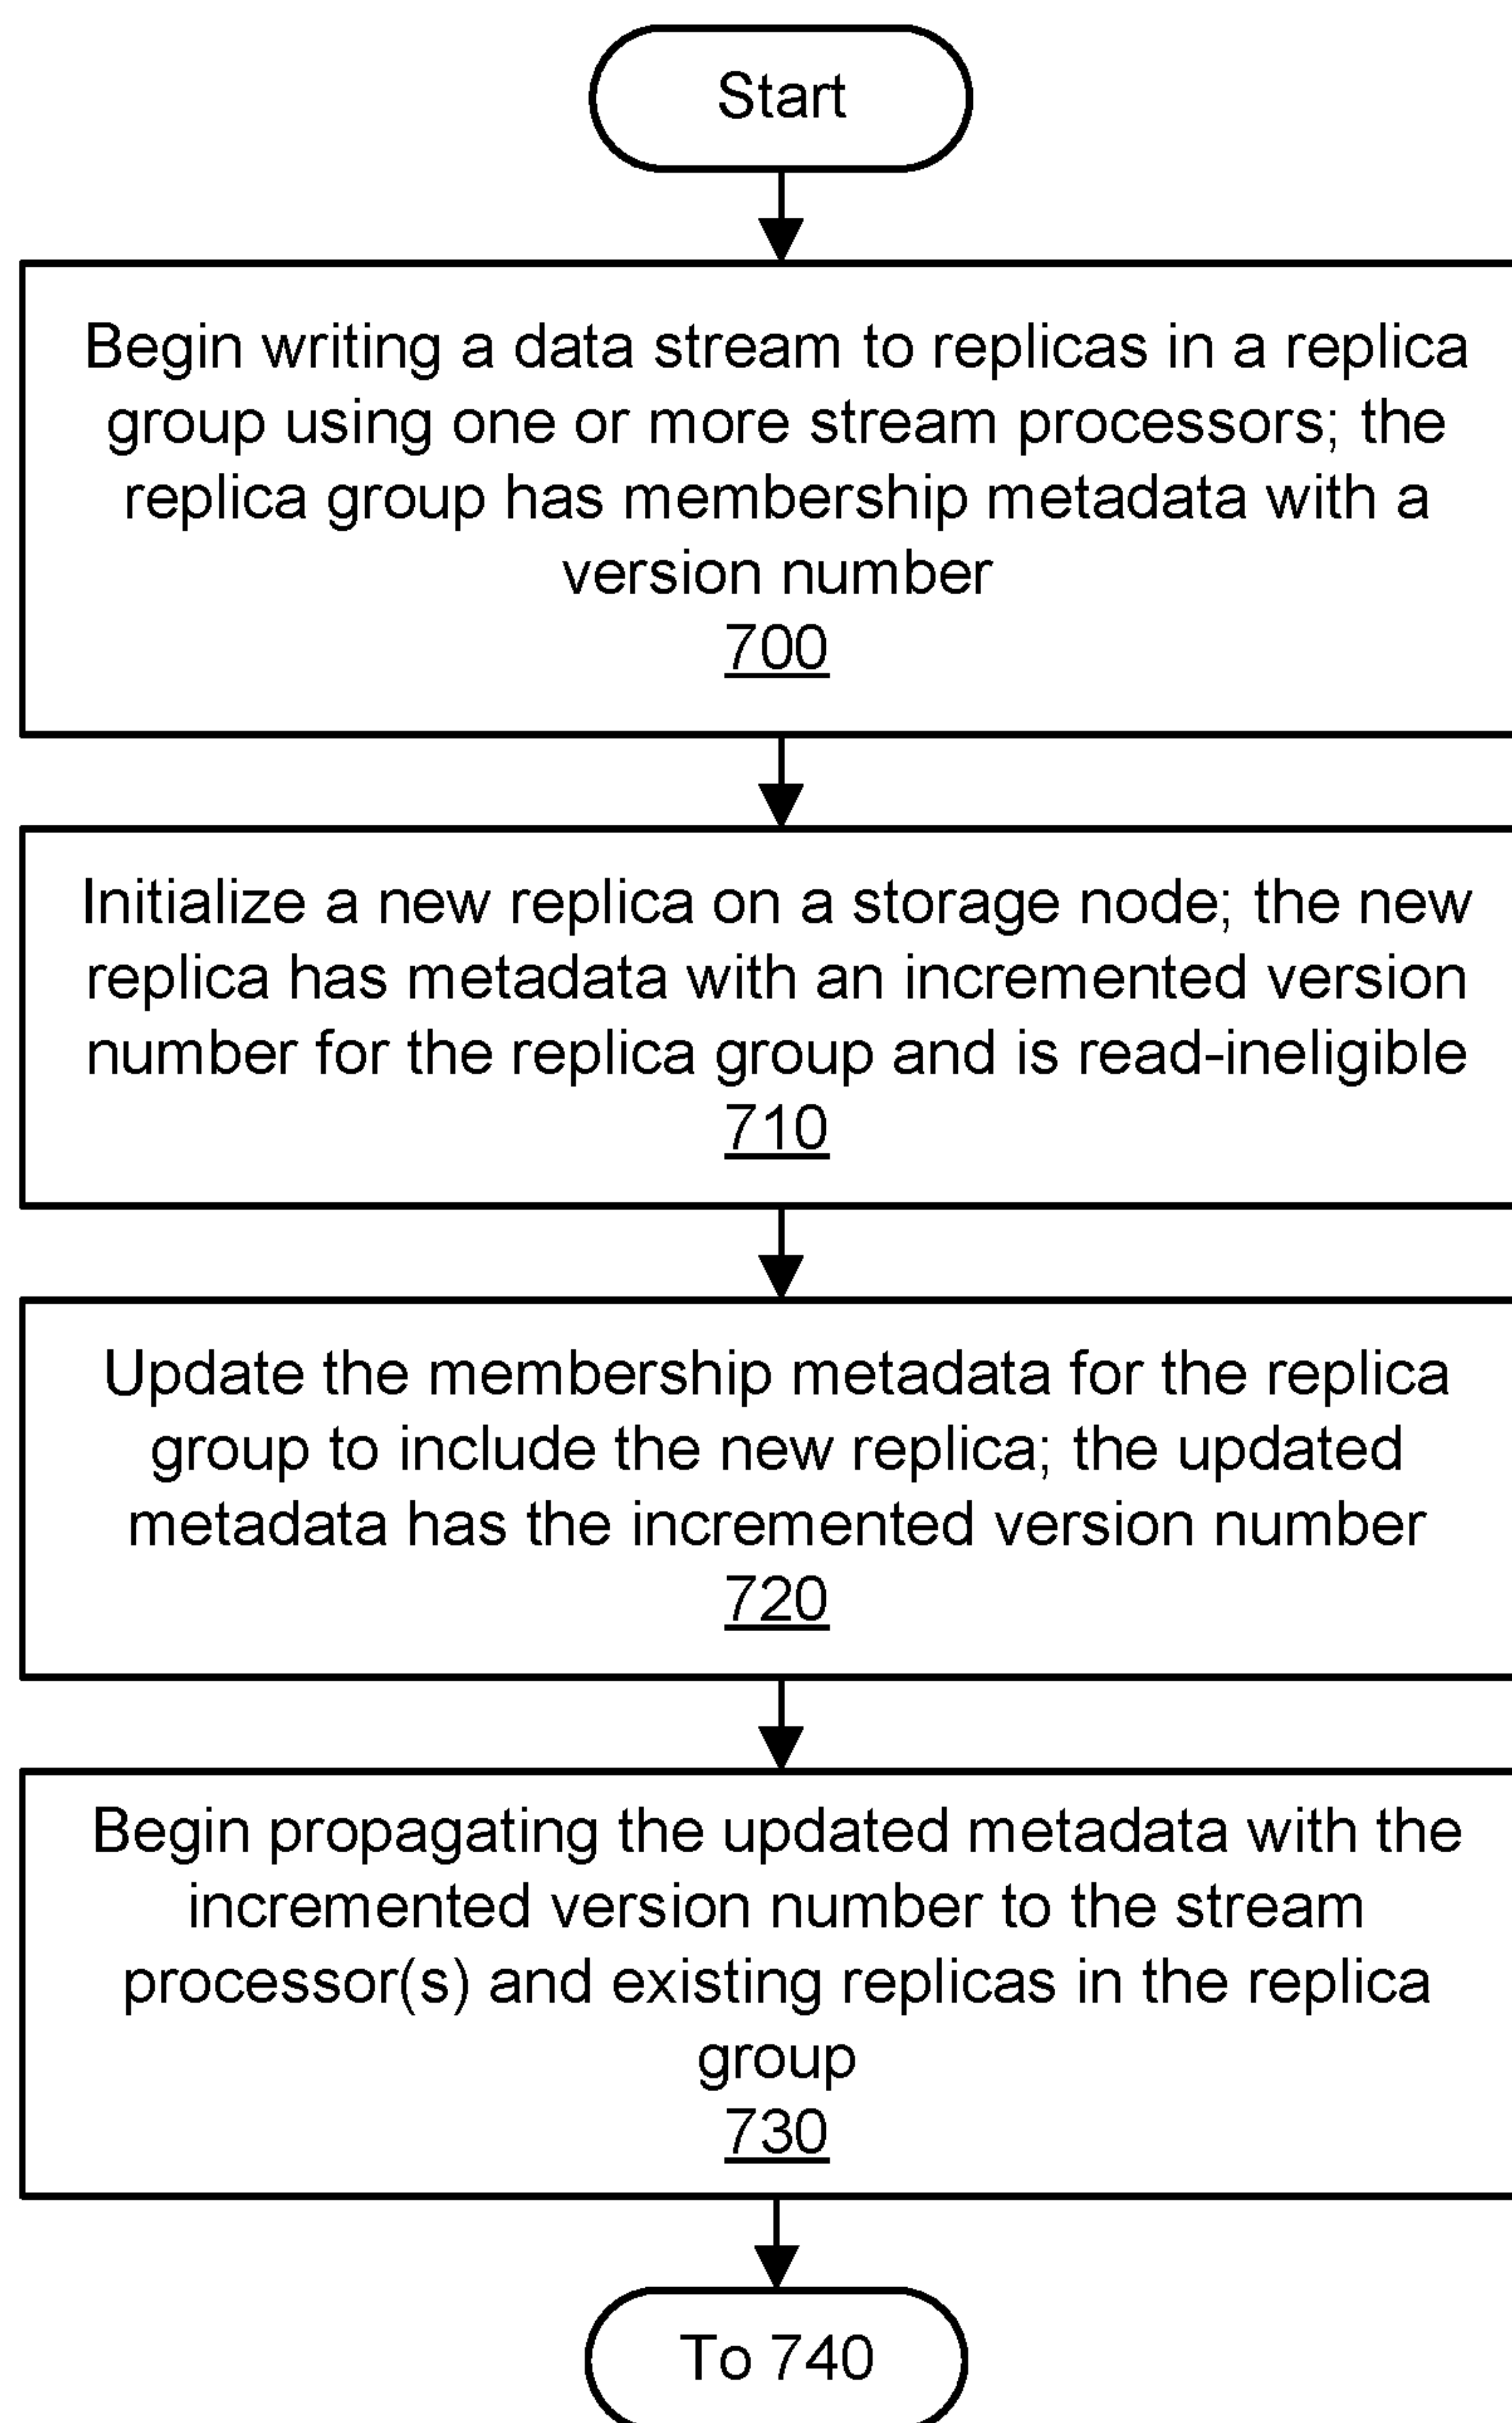 Start
Begin writing a data stream to replicas in a replica
group using one or more stream processors; the
replica group has membership metadata with a
version number
700
Initialize a new replica on a storage node; the new
replica has metadata with an incremented version
number for the replica group and is read-ineligible
710
Update the membership metadata for the replica
group to include the new replica; the updated
metadata has the incremented version number
720
Begin propagating the updated metadata with the
incremented version number to the stream
processor(s) and existing replicas in the replica
group
730
To 740